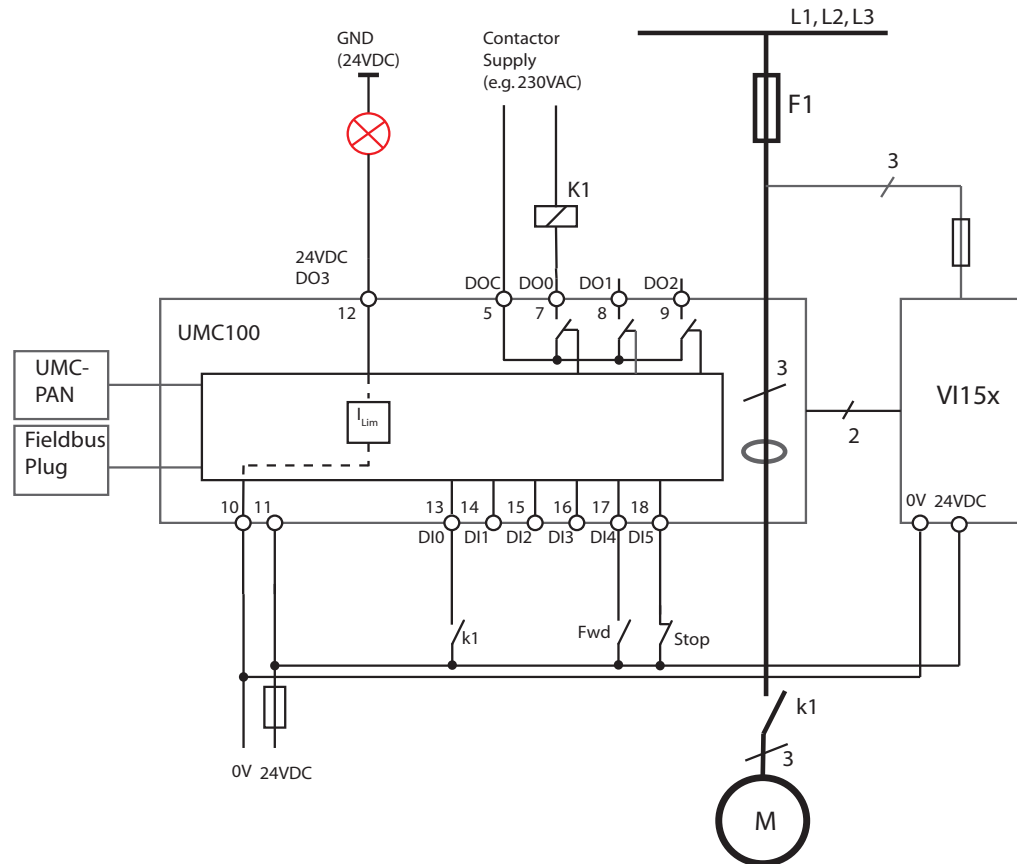 L1, L2, L3
GND
(24VDC)
Contactor
Supply
(e.g. 230VAC)
F1
3
K1
24VDC
DO3
DOC
DO0
DO1
DO2
12
5
7
8
9
UMC100
UMC-
PAN
3
VI15x
I Lim
2
Fieldbus
Plug
10
11
13
14
15
16
17
18
0V
24VDC
DI0
DI1
DI2
DI3
DI4
DI5
k1
Fwd
Stop
k1
3
0V
24VDC
M